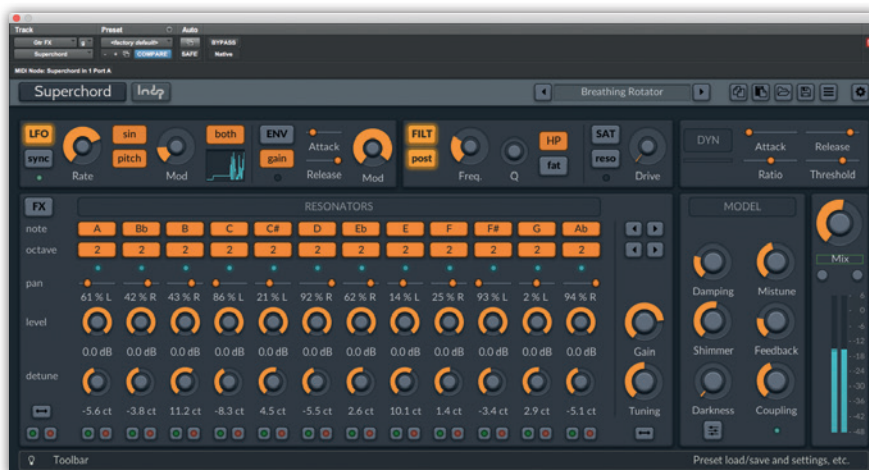 Track Preset Auto
Gtr FX <factory default> BYPASS
Superchord - + COMPARE SAFE Native
MIDI Node: Superchord In 1 Port A
Superchord Breathing Rotator
LFO sin both ENV FILT HP SAT DYN
sync pitch gain post fat reso
Attack
Release
Attack Release
Ratio Threshold
Rate Mod Mod Freq. Q Drive
FX RESONATORS MODEL
note A Bb B C C# D Eb E F F# G Ab
octave 2 2 2 2 2 2 2 2 2 2 2 2
Mix
pan
61 % L 42 % R 43 % R 86 % L 21 % L 92 % R 62 % R 14 % L 25 % R 93 % L 2 % L 94 % R
Damping Mistune
level
0.0 dB 0.0 dB 0.0 dB 0.0 dB 0.0 dB 0.0 dB 0.0 dB 0.0 dB 0.0 dB 0.0 dB 0.0 dB 0.0 dB
Gain Shimmer Feedback
detune
-5.6 ct -3.8 ct 11.2 ct -8.3 ct 4.5 ct -5.5 ct 2.6 ct 10.1 ct 1.4 ct -3.4 ct 2.9 ct -5.1 ct
Tuning Darkness Coupling
6
0
-6
-12
-18
-24
-30
-36
-42
-48
Toolbar Preset load/save and settings, etc.